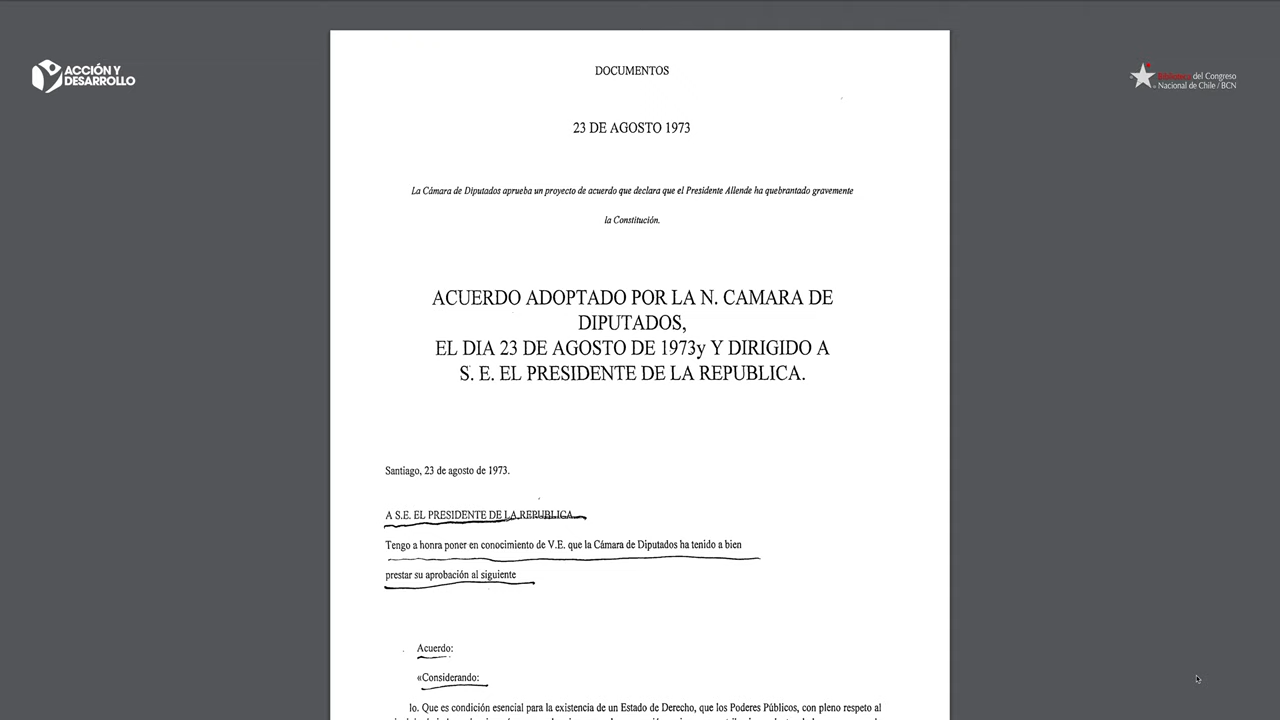 ACCIÓN Y
DESARROLLO
Biblioteca del Congreso
Nacional de Chile / BCN
DOCUMENTOS
23 DE AGOSTO 1973
La Cámara de Diputados aprueba un proyecto de acuerdo que declara que el Presidente Allende ha quebrantado gravemente
la Constitución.
ACUERDO ADOPTADO POR LA N. CAMARA DE
DIPUTADOS,
EL DIA 23 DE AGOSTO DE 1973y Y DIRIGIDO A
S. E. EL PRESIDENTE DE LA REPUBLICA.
Santiago, 23 de agosto de 1973.
A S.E. EL PRESIDENTE DE LA REPUBLICA
Tengo a honra poner en conocimiento de V.E. que la Cámara de Diputados ha tenido a bien
prestar su aprobación al siguiente
Acuerdo:
«Considerando:
lo. Que es condición esencial para la existencia de un Estado de Derecho, que los Poderes Públicos, con pleno respeto al